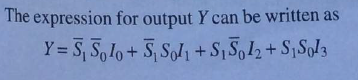 The expression for output Y can be written as
Y = S̅₁ S̅₀ I₀ + S̅₁ S₀ I₁ + S₁ S̅₀ I₂ + S₁ S₀ I₃